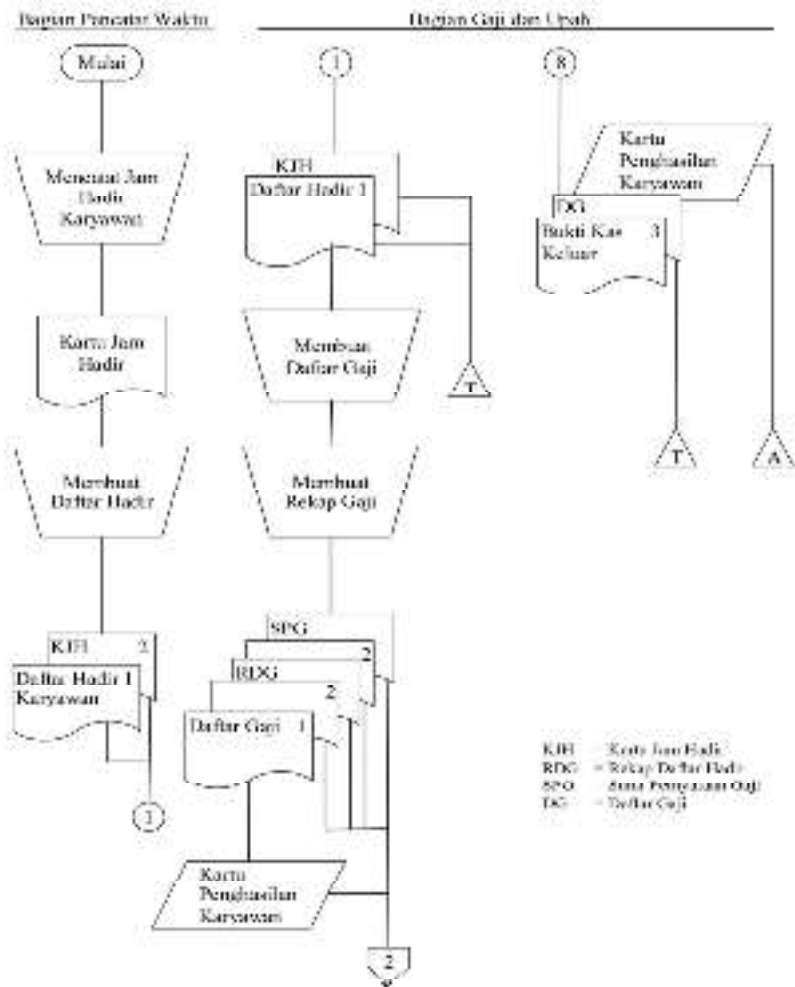 Bagian Pencatat Waktu
Bagian Gaji dan Upah
Mulai
Mencatat Jam
Hadir
Karyawan
Kartu Jam
Hadir
Membuat
Daftar Hadir
KJH 2
Daftar Hadir 1
Karyawan
1
1
KJH
Daftar Hadir 1
T
Membuat
Daftar Gaji
Membuat
Rekap Gaji
SPG
2
RDG
2
Daftar Gaji 1
Kartu
Penghasilan
Karyawan
2
8
Kartu
Penghasilan
Karyawan
DG
Bukti Kas 3
Keluar
T
A
KJH = Kartu Jam Hadir
RDG = Rekap Daftar Hadir
SPG = Surat Pernyataan Gaji
DG = Daftar Gaji